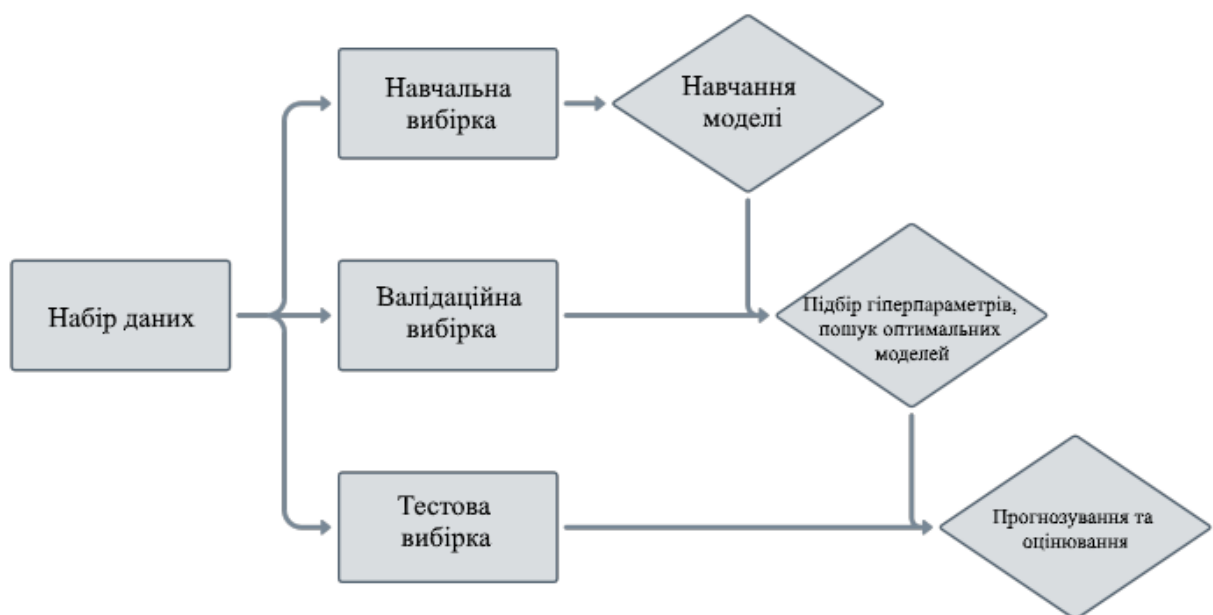 Навчальна
вибірка
Навчання
моделі
Набір даних
Валідаційна
вибірка
Підбір гіперпараметрів,
пошук оптимальних
моделей
Тестова
вибірка
Прогнозування та
оцінювання